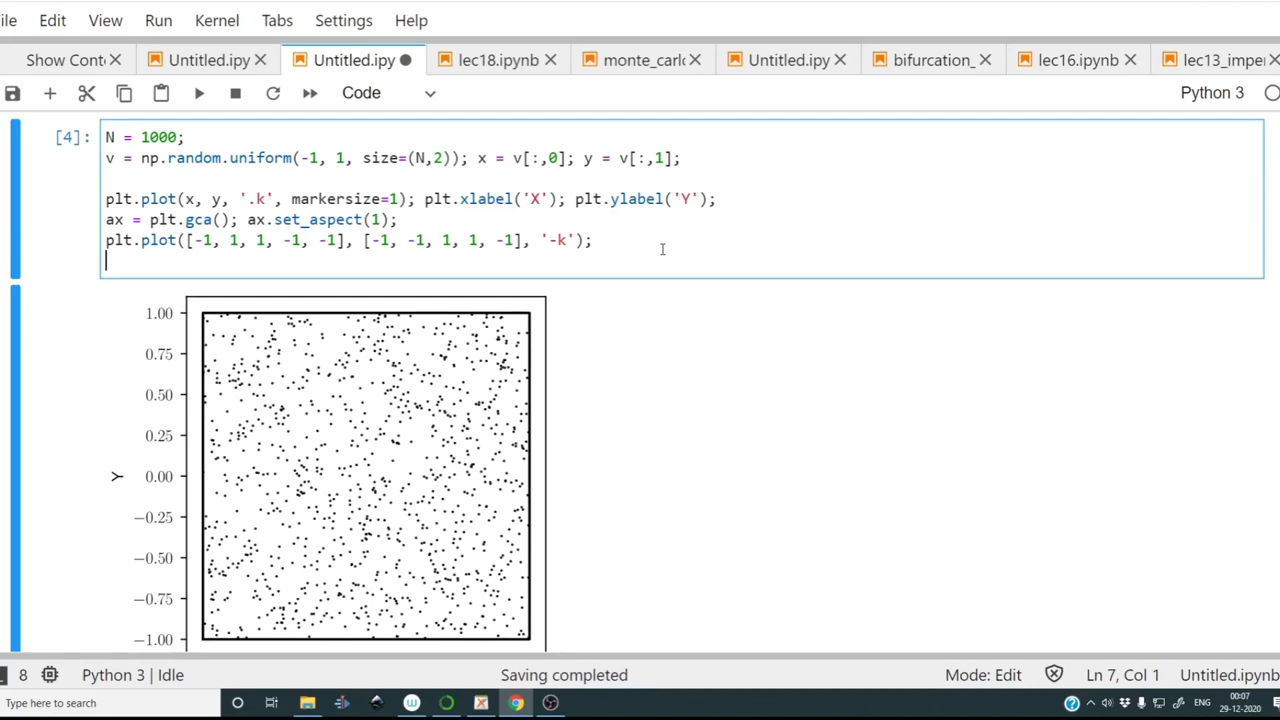 ile Edit View Run Kernel Tabs Settings Help
Show Cont Untitled.ipy Untitled.ipy lec18.ipynb monte_carlo Untitled.ipy bifurcation_ lec16.ipynb lec13_impe
Code Python 3
[4]: N = 1000;
v = np.random.uniform(-1, 1, size=(N,2)); x = v[:,0]; y = v[:,1];
plt.plot(x, y, '.k', markersize=1); plt.xlabel('X'); plt.ylabel('Y');
ax = plt.gca(); ax.set_aspect(1);
plt.plot([-1, 1, 1, -1, -1], [-1, -1, 1, 1, -1], '-k');
1.00
0.75
0.50
0.25
Y 0.00
−0.25
−0.50
−0.75
−1.00
8 Python 3 | Idle Saving completed Mode: Edit Ln 7, Col 1 Untitled.ipynb
Type here to search ENG 00:07
29-12-2020